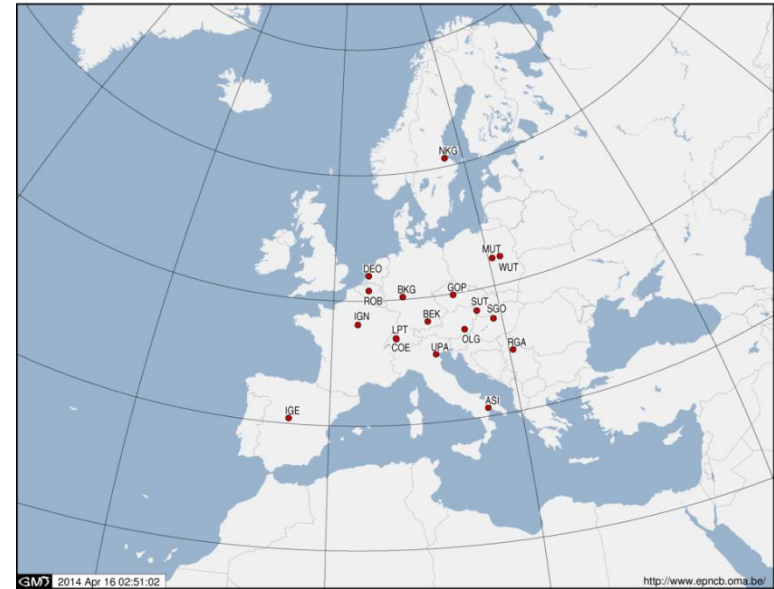 NKG
MUT
WUT
DEO
ROB
BKG
GOP
SUT
SGO
IGN
BEK
OLG
LPT
COE
UPA
RGA
IGE
ASI
GMD 2014 Apr 16 02:51:02
http://www.epncb.oma.be/